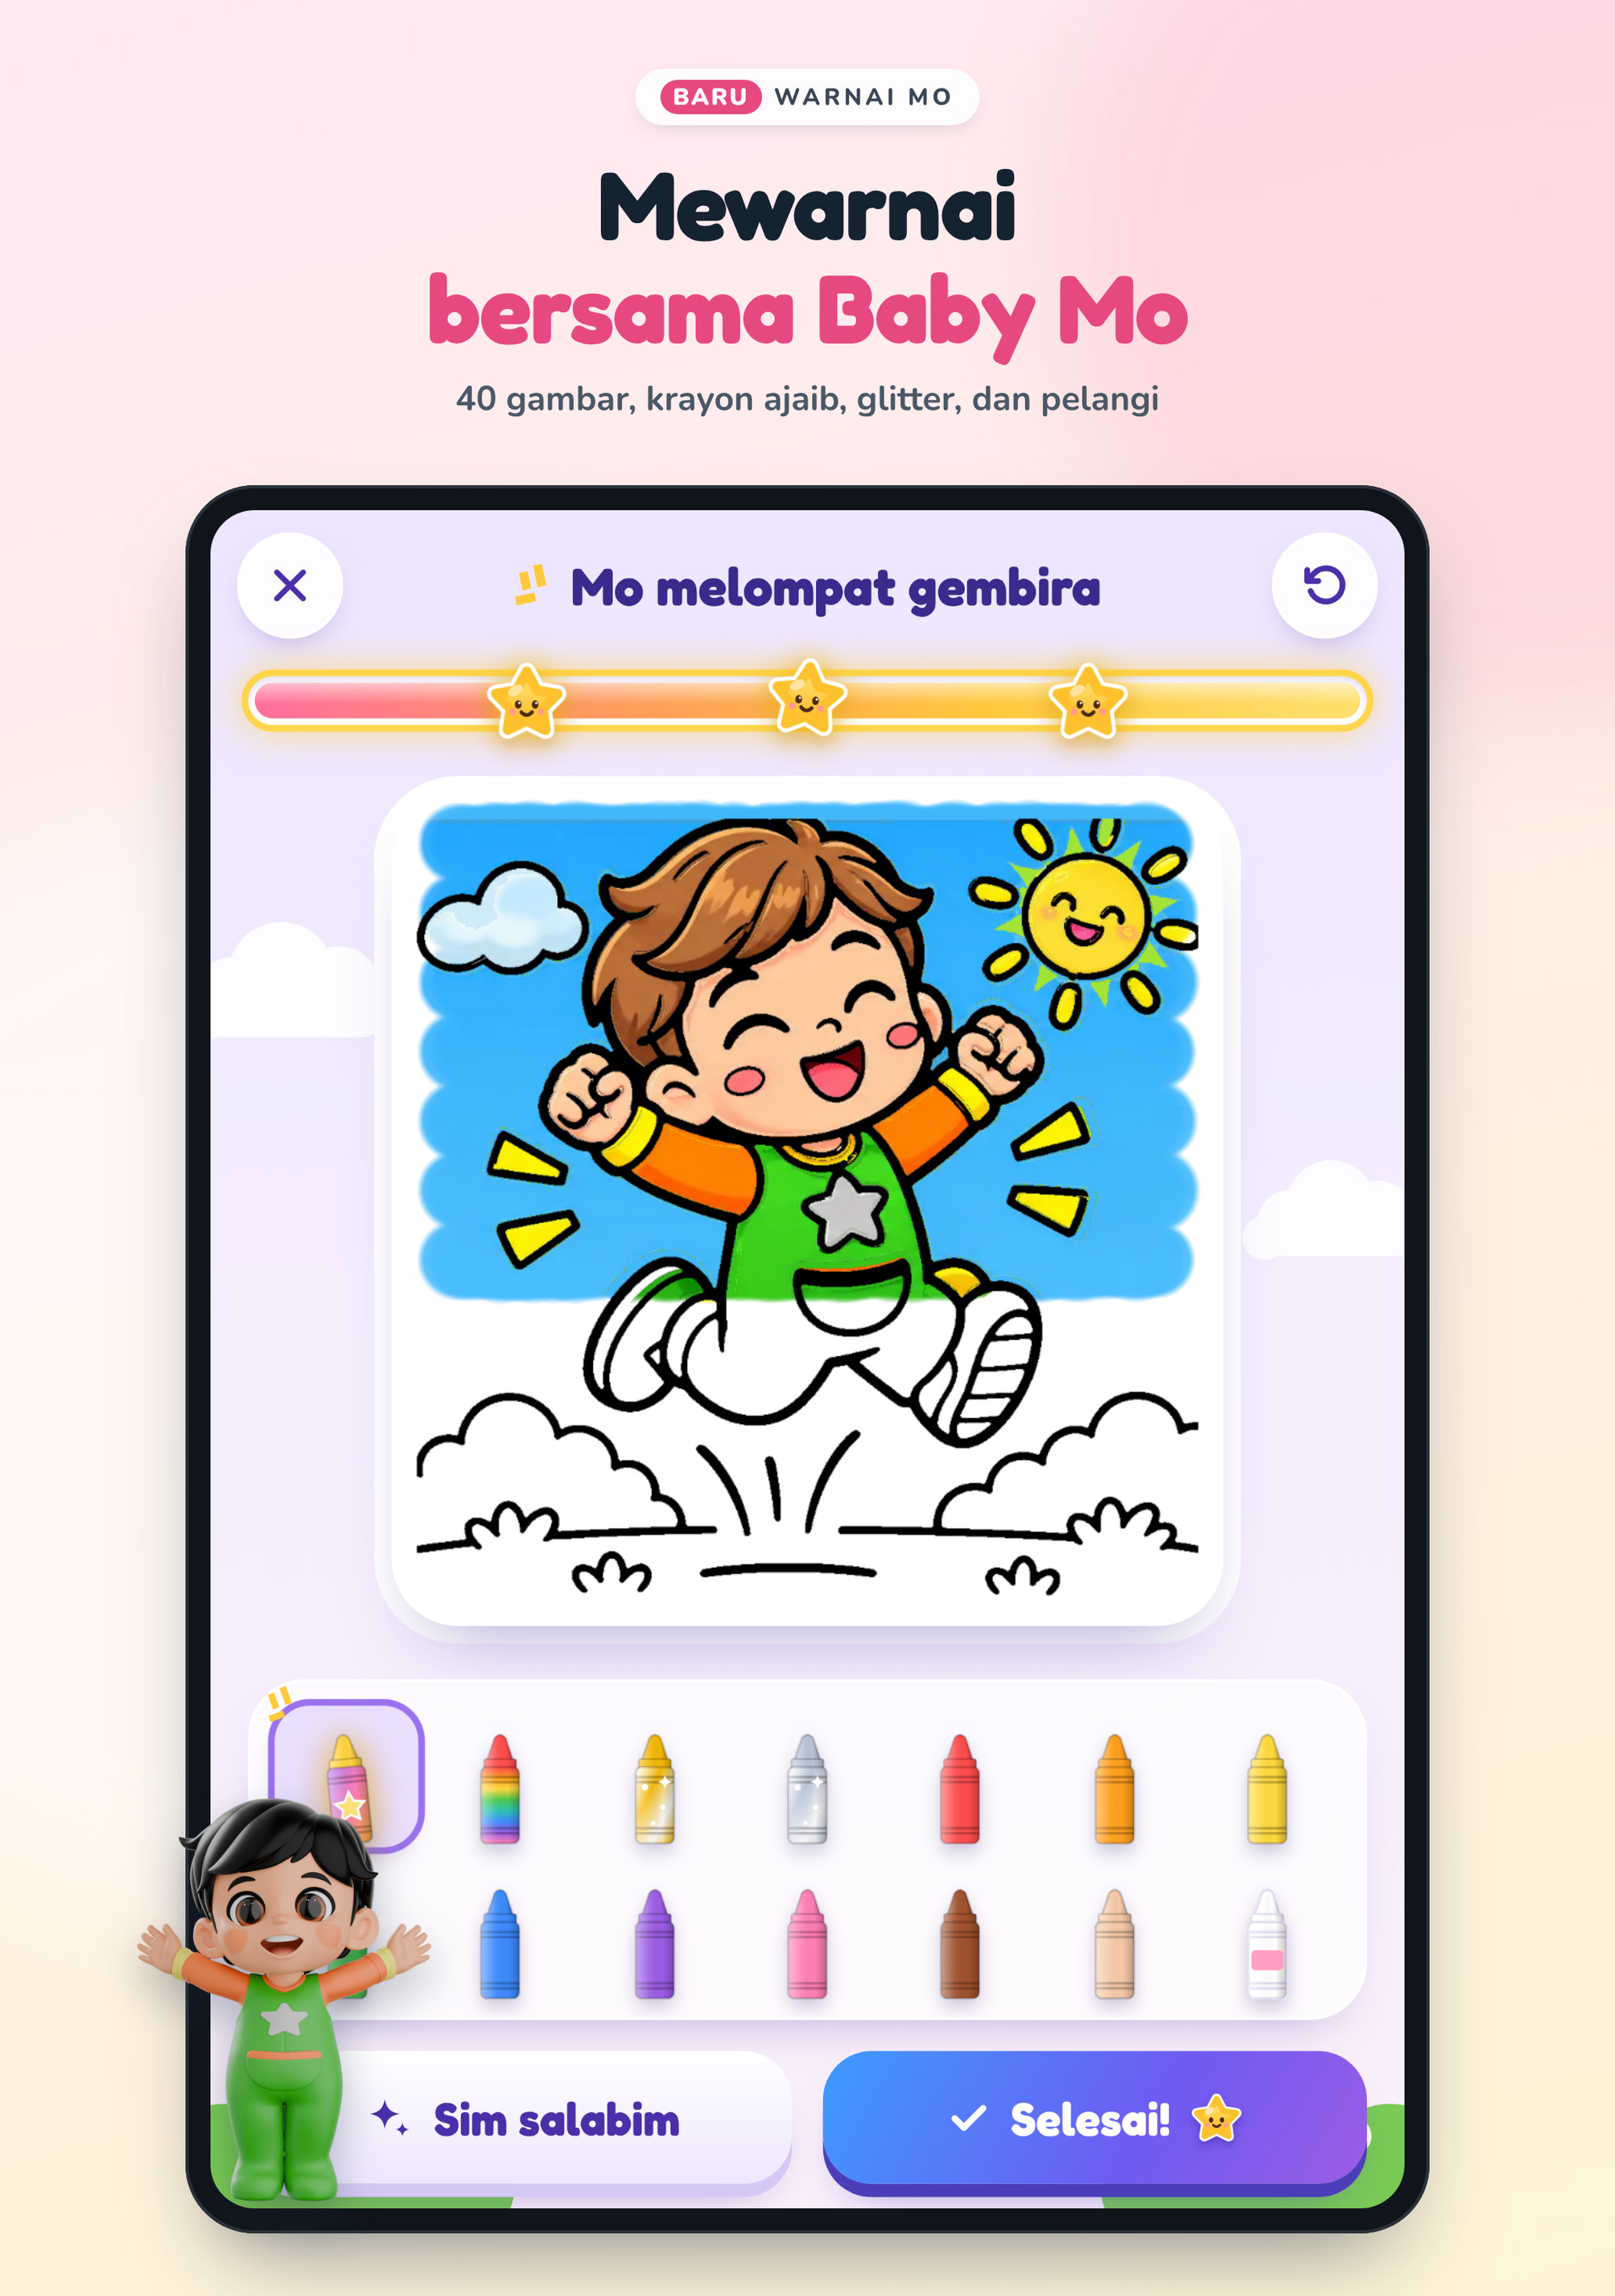 BARU WARNAI MO
Mewarnai
bersama Baby Mo
40 gambar, krayon ajaib, glitter, dan pelangi
Mo melompat gembira
Sim salabim
Selesai!